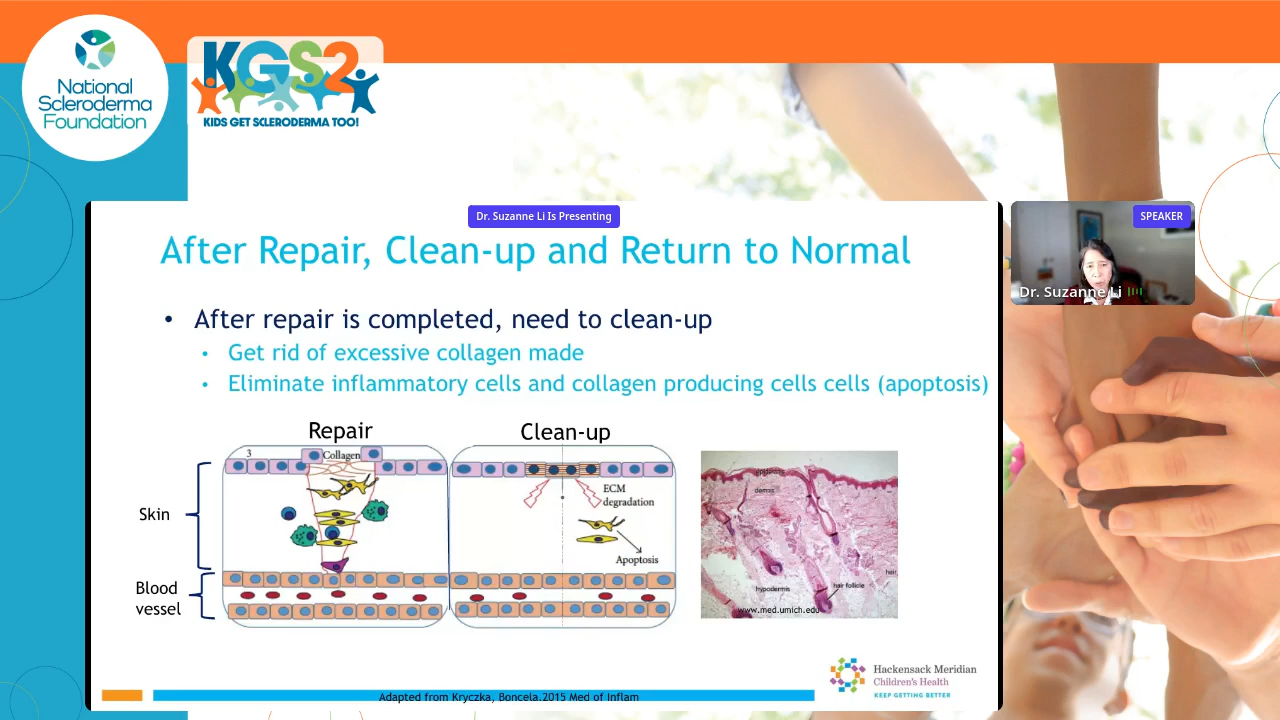 National
Scleroderma
Foundation
KGS2
KIDS GET SCLERODERMA TOO!
Dr. Suzanne Li Is Presenting
SPEAKER
Dr. Suzanne Li
After Repair, Clean-up and Return to Normal
• After repair is completed, need to clean-up
• Get rid of excessive collagen made
• Eliminate inflammatory cells and collagen producing cells cells (apoptosis)
Repair
Clean-up
3
Collagen
Skin
Blood
vessel
ECM
degradation
Apoptosis
epidermis
dermis
hypodermis
hair follicle
hair
www.med.umich.edu
Hackensack Meridian
Children's Health
KEEP GETTING BETTER
Adapted from Kryczka, Boncela.2015 Med of Inflam